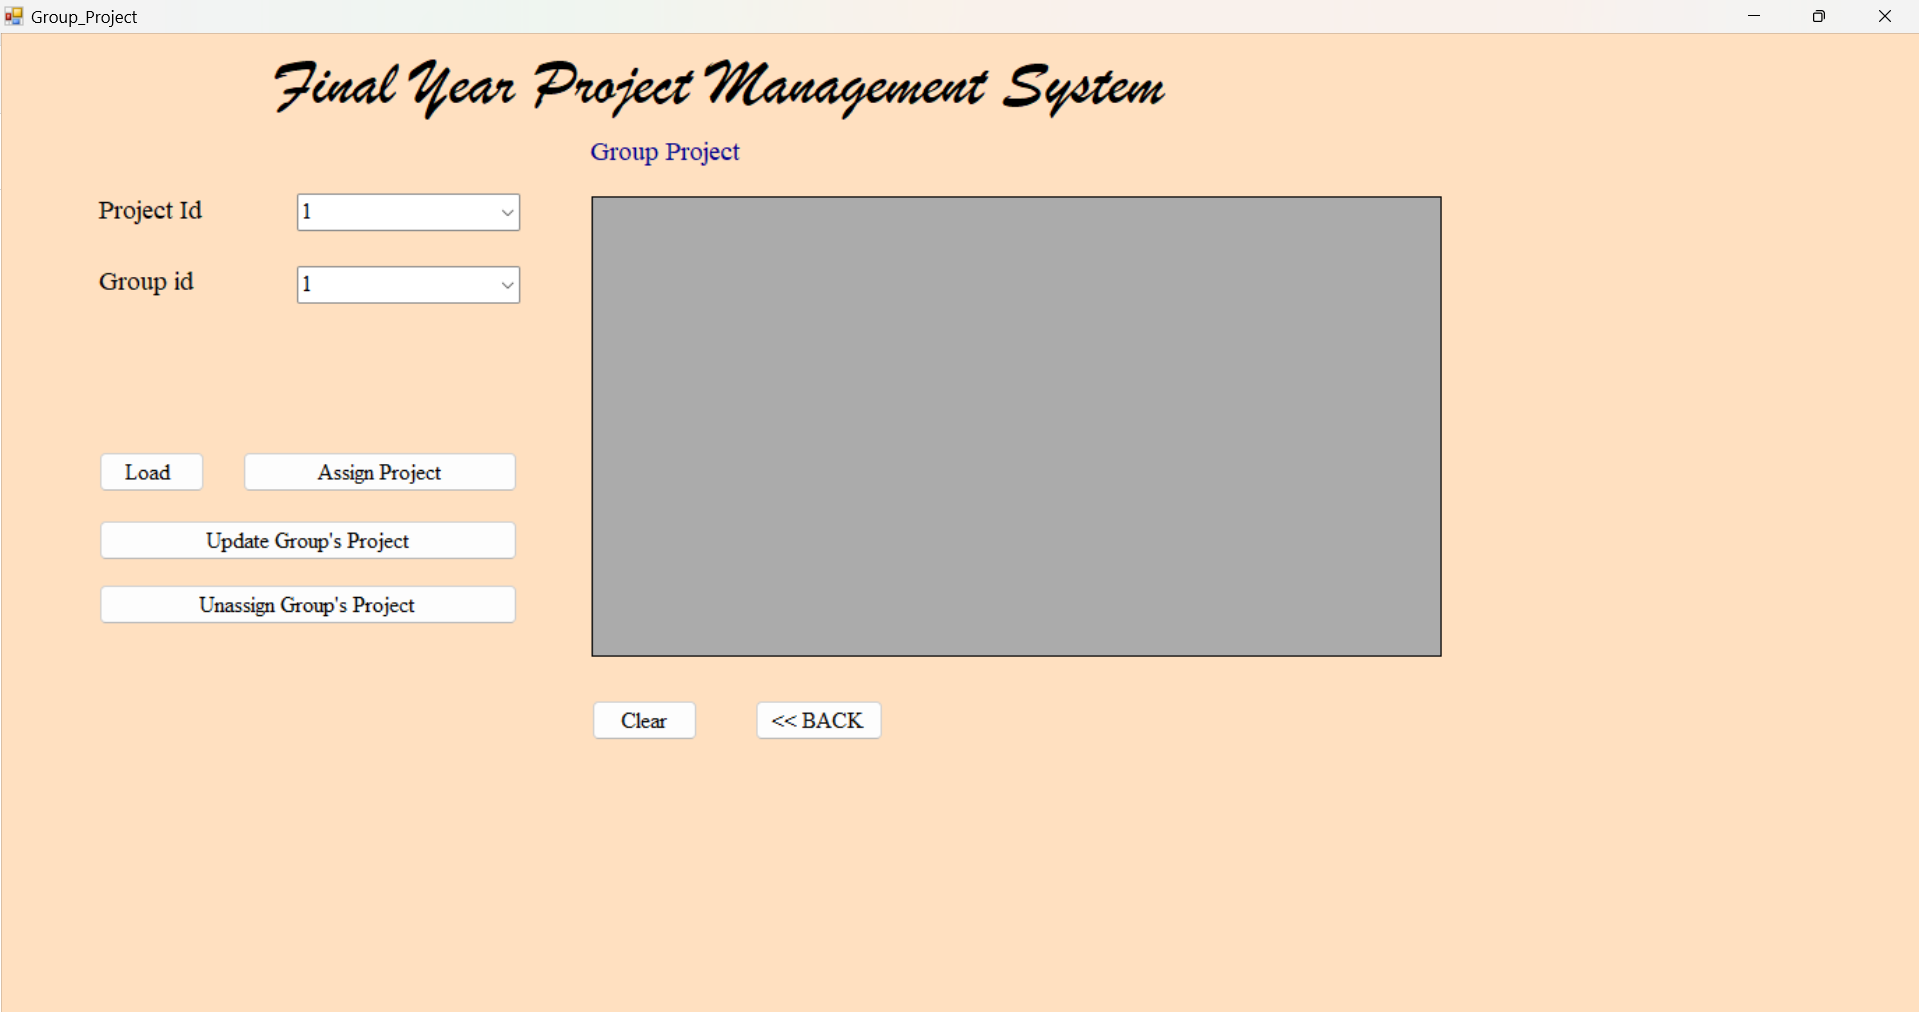 Group_Project
Final Year Project Management System
Group Project
Project Id
1
Group id
1
Load
Assign Project
Update Group's Project
Unassign Group's Project
Clear
<< BACK